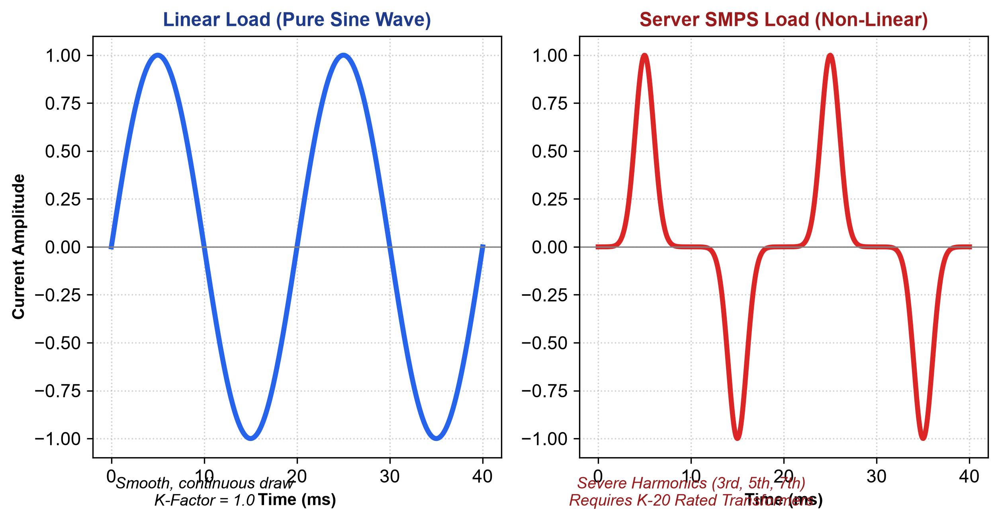 Linear Load (Pure Sine Wave)
Current Amplitude
1.00
0.75
0.50
0.25
0.00
−0.25
−0.50
−0.75
−1.00
0 10 20 30 40
Smooth, continuous draw
K-Factor = 1.0
Time (ms)
Server SMPS Load (Non-Linear)
1.00
0.75
0.50
0.25
0.00
−0.25
−0.50
−0.75
−1.00
0 10 20 30 40
Severe Harmonics (3rd, 5th, 7th)
Requires K-20 Rated Transformers
Time (ms)